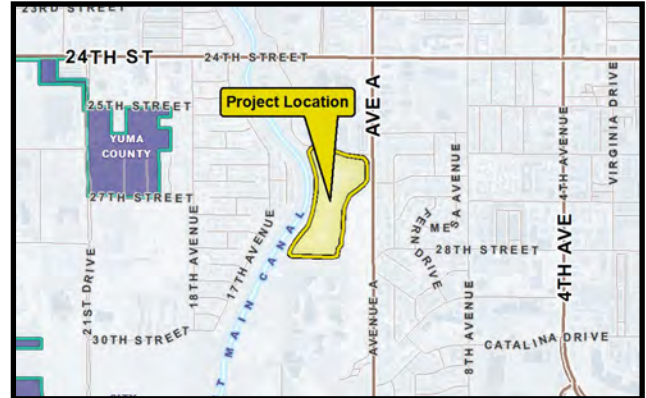 23RD STREET
24TH ST
24TH STREET
25TH STREET
Project Location
AVE A
YUMA
COUNTY
27TH STREET
18TH AVENUE
17TH AVENUE
21ST DRIVE
30TH STREET
T MAIN CANAL
AVENUE A
FERN DRIVE
ME
SA AVENUE
28TH STREET
8TH AVENUE
4TH AVENUE
4TH AVE
VIRGINIA DRIVE
CATALINA DRIVE
CITY